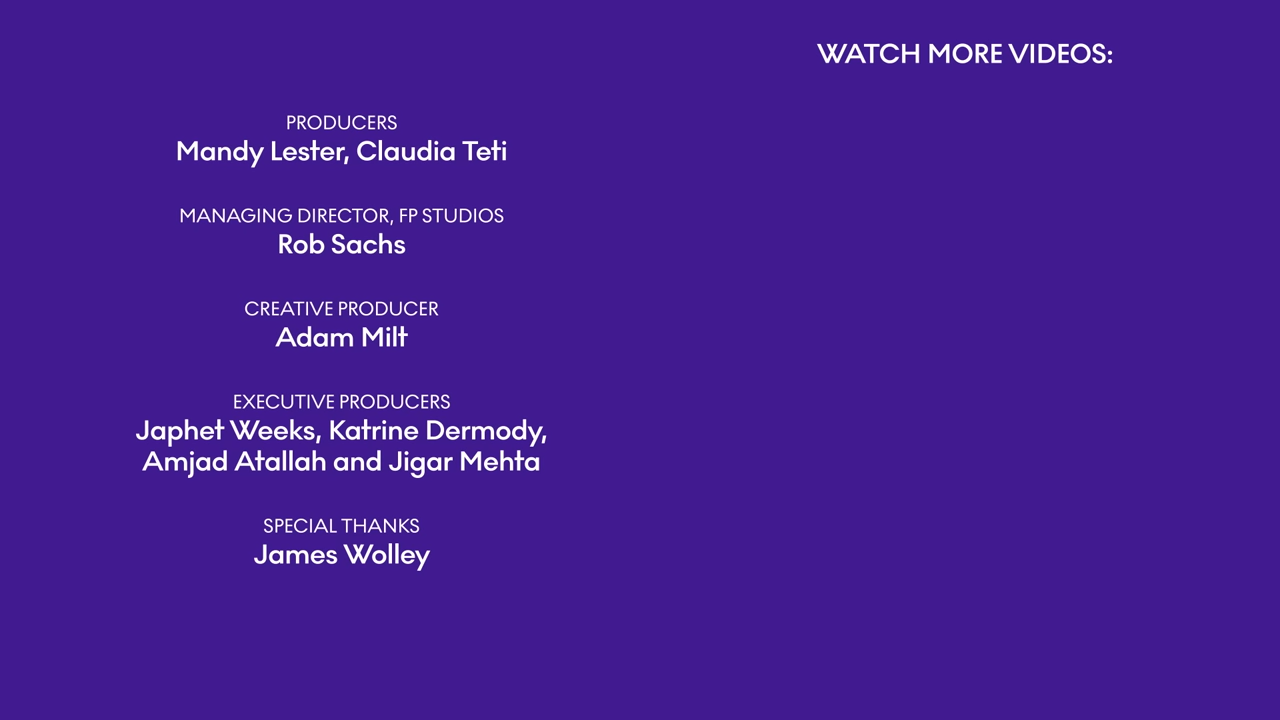 WATCH MORE VIDEOS:
PRODUCERS
Mandy Lester, Claudia Teti
MANAGING DIRECTOR, FP STUDIOS
Rob Sachs
CREATIVE PRODUCER
Adam Milt
EXECUTIVE PRODUCERS
Japhet Weeks, Katrine Dermody,
Amjad Atallah and Jigar Mehta
SPECIAL THANKS
James Wolley